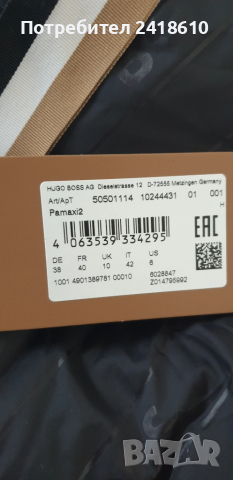 Потребител 2418610
HUGO BOSS AG Dieselstrasse 12 D-72555 Metzingen Germany
Art/ApT 50501114 10244431 01 001
Pamaxi2 H
EAC
4 063539 334295
DE FR UK IT US
38 40 10 42 8
1001 4901389781 00010 6028847
Z014795992
BAZAR